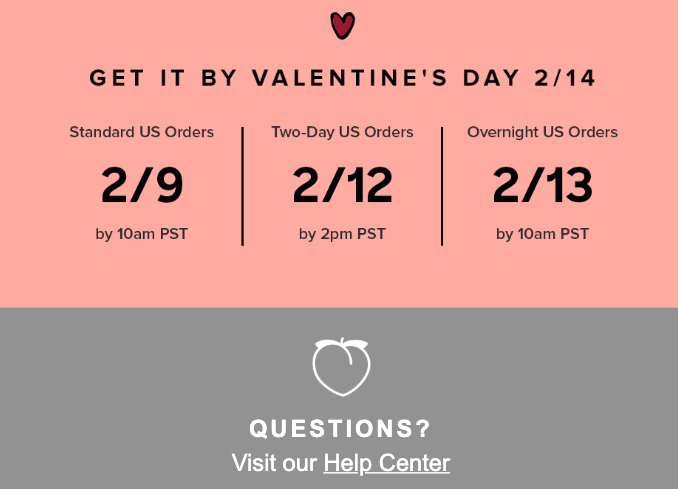 GET IT BY VALENTINE'S DAY 2/14
Standard US Orders
2/9
by 10am PST
Two-Day US Orders
2/12
by 2pm PST
Overnight US Orders
2/13
by 10am PST
QUESTIONS?
Visit our Help Center